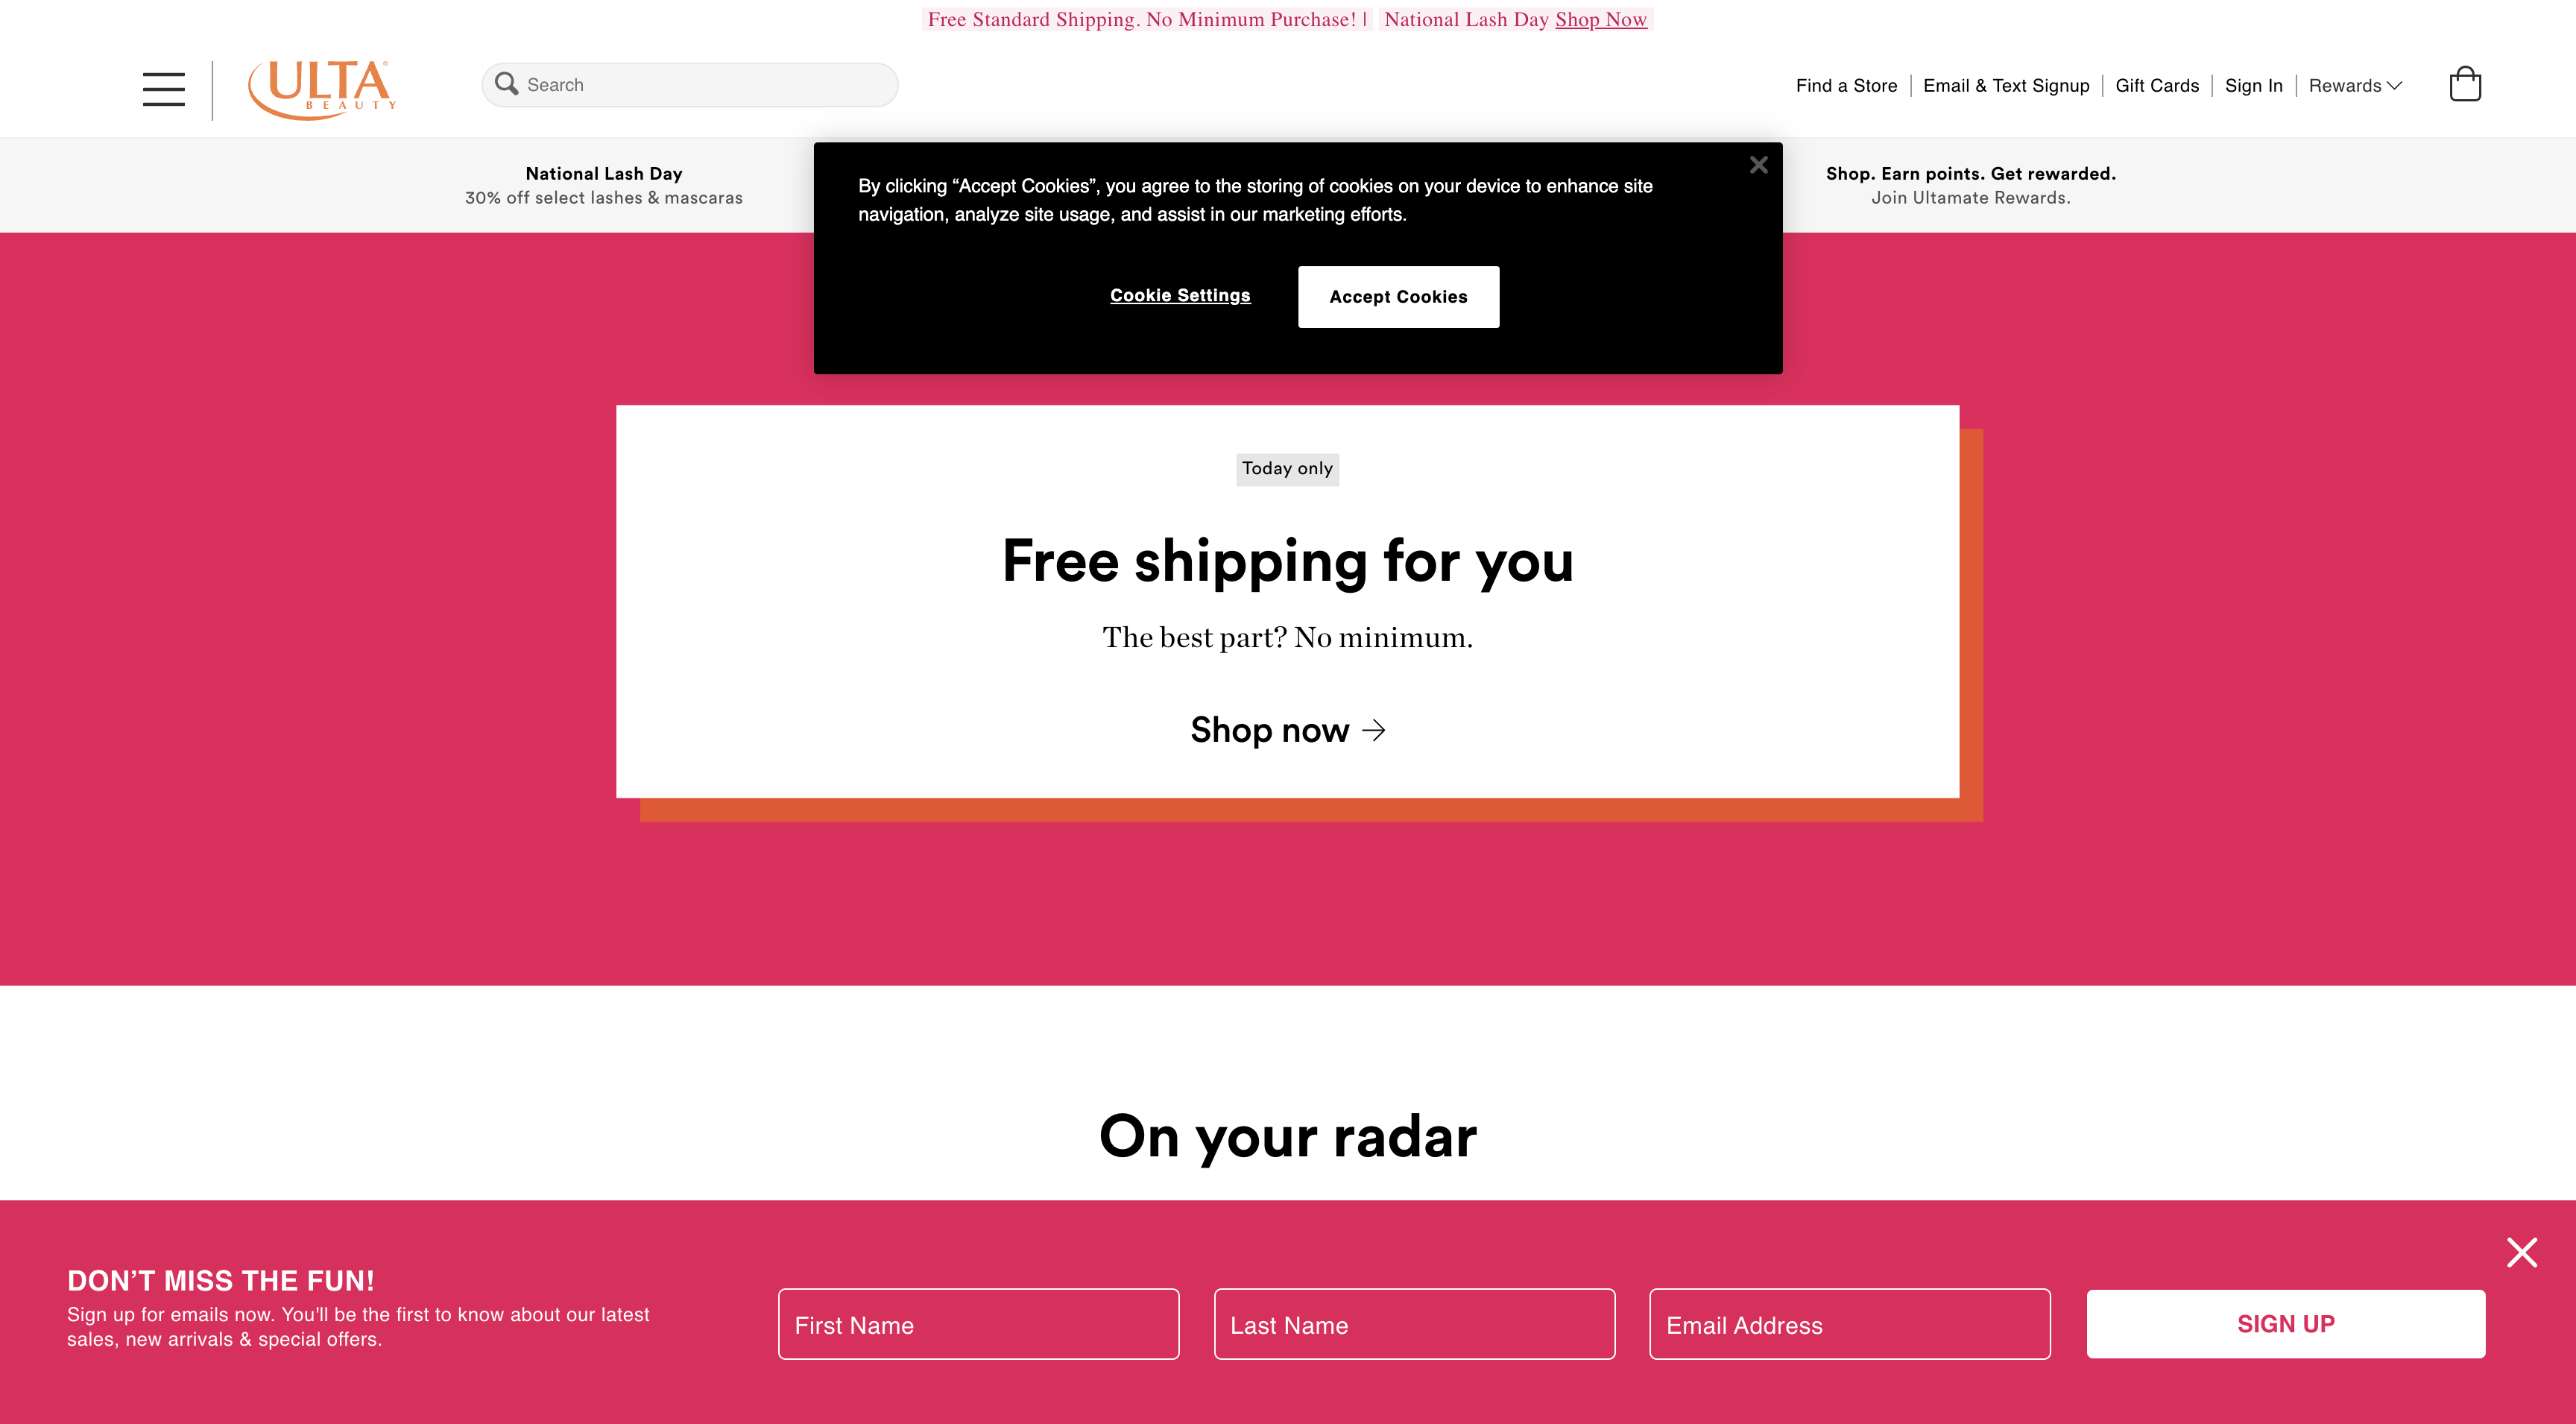 Free Standard Shipping. No Minimum Purchase! | National Lash Day Shop Now
ULTA
BEAUTY
Search
Find a Store
Email & Text Signup
Gift Cards
Sign In
Rewards
National Lash Day
30% off select lashes & mascaras
By clicking “Accept Cookies”, you agree to the storing of cookies on your device to enhance site
navigation, analyze site usage, and assist in our marketing efforts.
Cookie Settings
Accept Cookies
Shop. Earn points. Get rewarded.
Join Ultamate Rewards.
Today only
Free shipping for you
The best part? No minimum.
Shop now
On your radar
DON’T MISS THE FUN!
Sign up for emails now. You'll be the first to know about our latest
sales, new arrivals & special offers.
First Name
Last Name
Email Address
SIGN UP